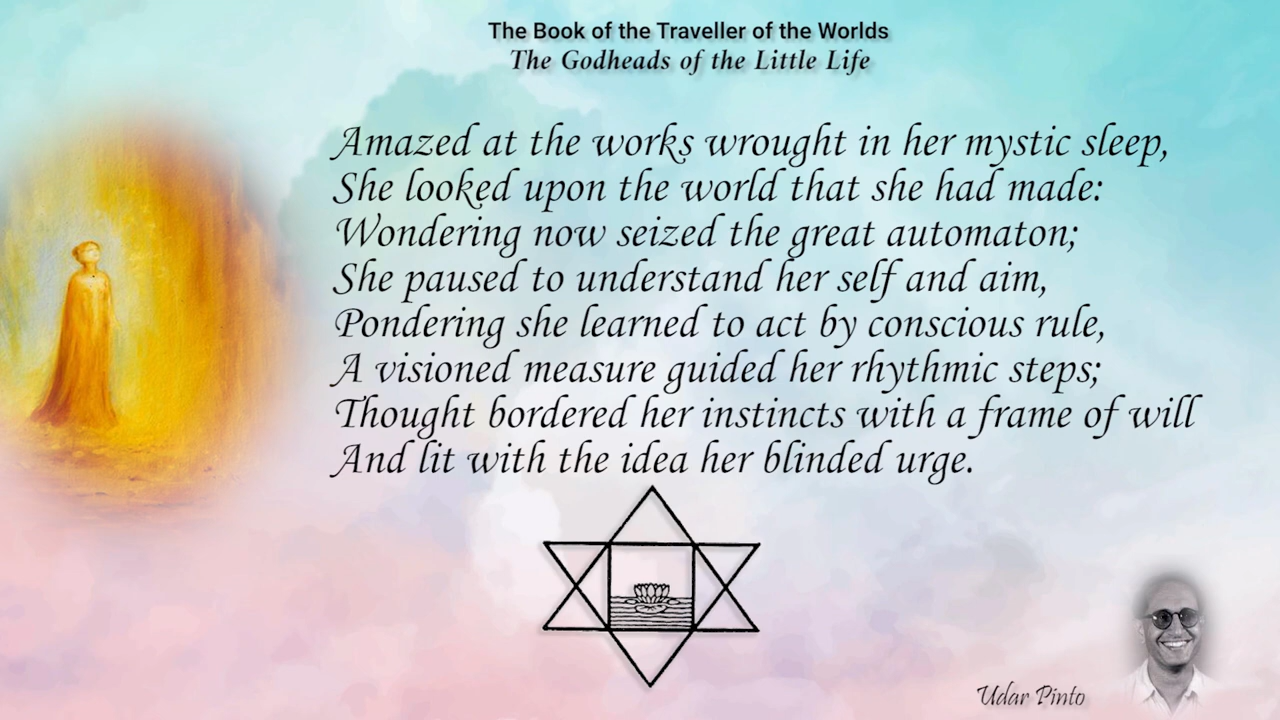 The Book of the Traveller of the Worlds
The Godheads of the Little Life
Amazed at the works wrought in her mystic sleep,
She looked upon the world that she had made:
Wondering now seized the great automaton;
She paused to understand her self and aim,
Pondering she learned to act by conscious rule,
A visioned measure guided her rhythmic steps;
Thought bordered her instincts with a frame of will
And lit with the idea her blinded urge.
Udar Pinto